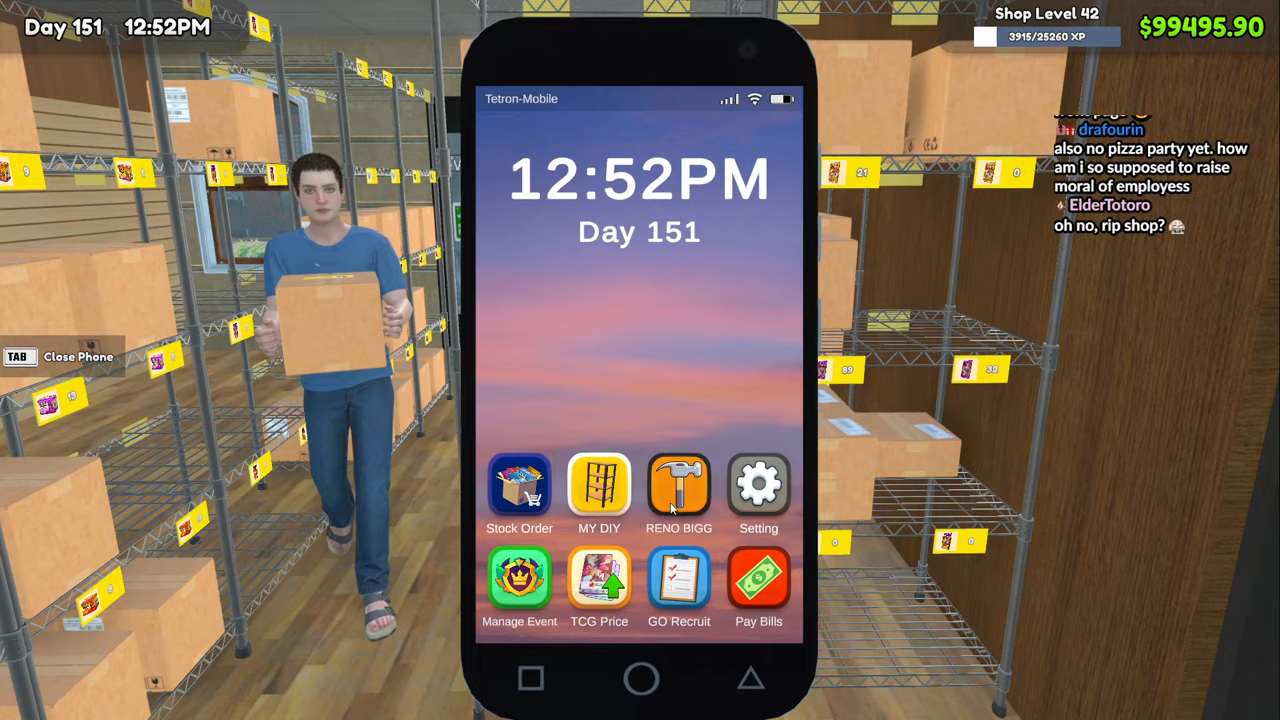 Day 151 12:52PM
Shop Level 42
3915/25260 XP
$99495.90
Tetron-Mobile
12:52PM
Day 151
drafourin
also no pizza party yet. how
am i so supposed to raise
moral of employess
ElderTotoro
oh no, rip shop?
TAB Close Phone
9
21
0
89
32
13
0
0
Stock Order
MY DIY
RENO BIGG
Setting
Manage Event
TCG Price
GO Recruit
Pay Bills